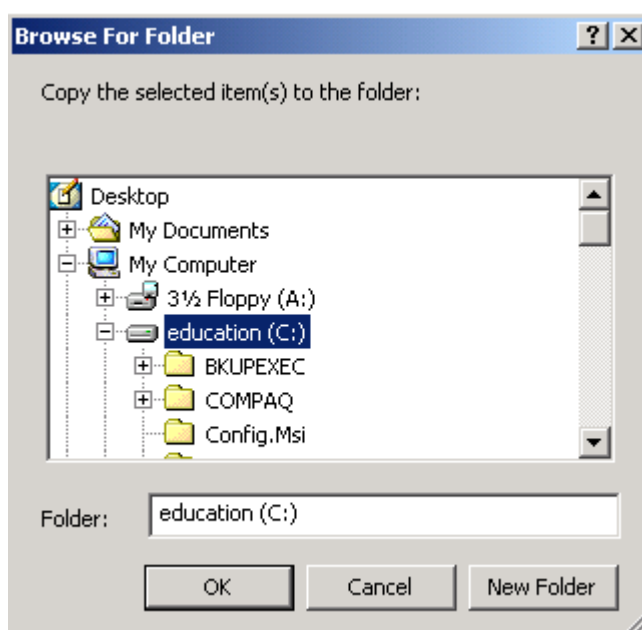 Browse For Folder
Copy the selected item(s) to the folder:
Desktop
My Documents
My Computer
3½ Floppy (A:)
education (C:)
BKUPEXEC
COMPAQ
Config.Msi
Folder: education (C:)
OK Cancel New Folder